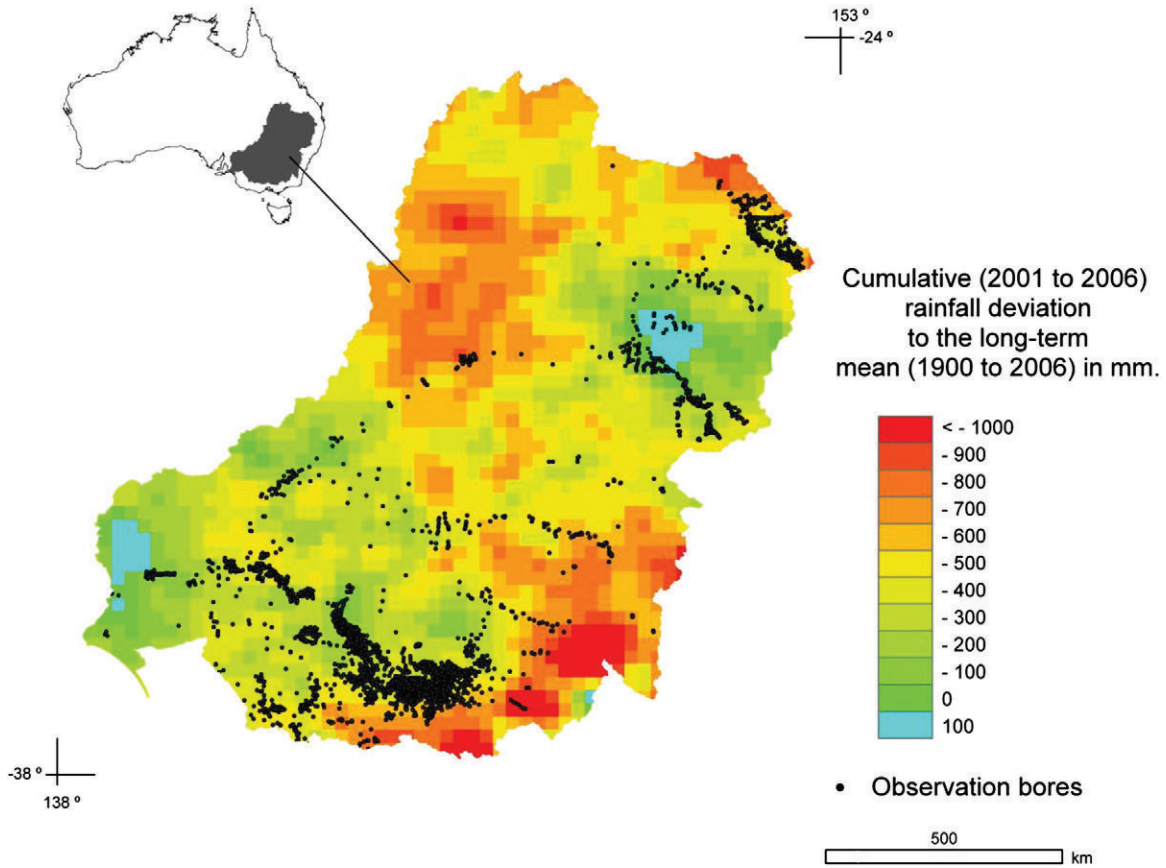 153 º
-24 º
Cumulative (2001 to 2006)
rainfall deviation
to the long-term
mean (1900 to 2006) in mm.
< - 1000
- 900
- 800
- 700
- 600
- 500
- 400
- 300
- 200
- 100
0
100
-38 º
138 º
Observation bores
500
km